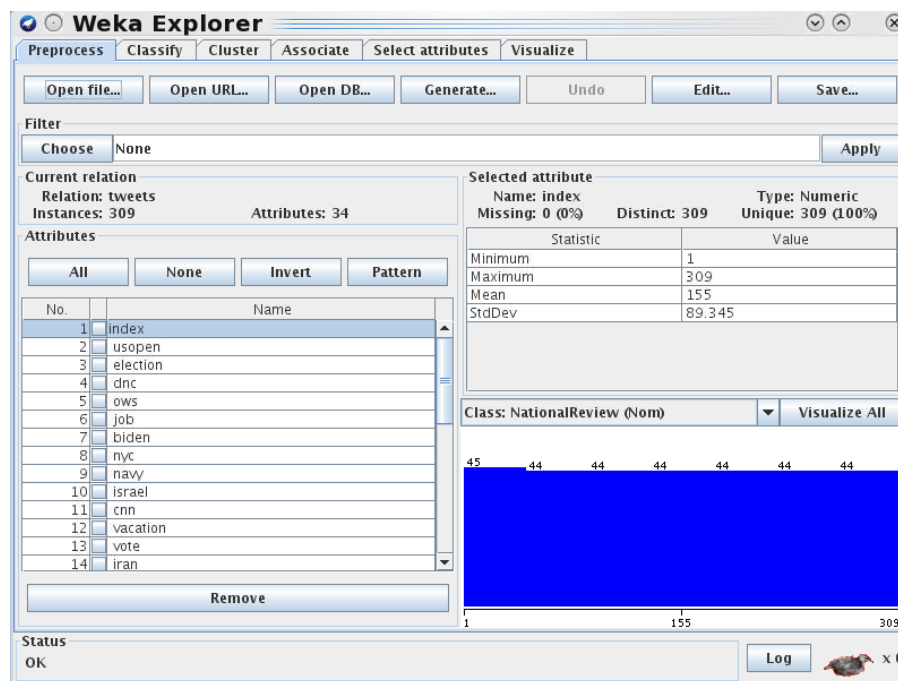 Weka Explorer
Preprocess Classify Cluster Associate Select attributes Visualize
Open file... Open URL... Open DB... Generate... Undo Edit... Save...
Filter
Choose None Apply
Current relation
Relation: tweets
Instances: 309 Attributes: 34
Selected attribute
Name: index Type: Numeric
Missing: 0 (0%) Distinct: 309 Unique: 309 (100%)
Statistic Value
Minimum 1
Maximum 309
Mean 155
StdDev 89.345
Attributes
All None Invert Pattern
No. Name
1 index
2 usopen
3 election
4 dnc
5 ows
6 job
7 biden
8 nyc
9 navy
10 israel
11 cnn
12 vacation
13 vote
14 iran
Remove
Class: NationalReview (Nom) Visualize All
45 44 44 44 44 44 44
1 155 309
Status
OK
Log
x